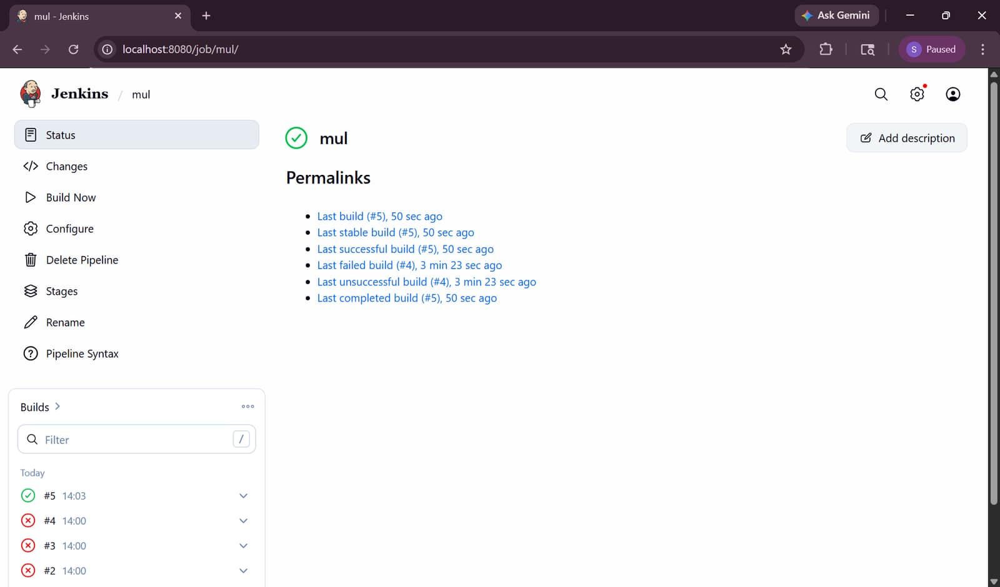 mul - Jenkins
Ask Gemini
localhost:8080/job/mul/
S Paused
Jenkins / mul
Status
Changes
Build Now
Configure
Delete Pipeline
Stages
Rename
Pipeline Syntax
mul
Add description
Permalinks
Last build (#5), 50 sec ago
Last stable build (#5), 50 sec ago
Last successful build (#5), 50 sec ago
Last failed build (#4), 3 min 23 sec ago
Last unsuccessful build (#4), 3 min 23 sec ago
Last completed build (#5), 50 sec ago
Builds
Filter /
Today
#5 14:03
#4 14:00
#3 14:00
#2 14:00